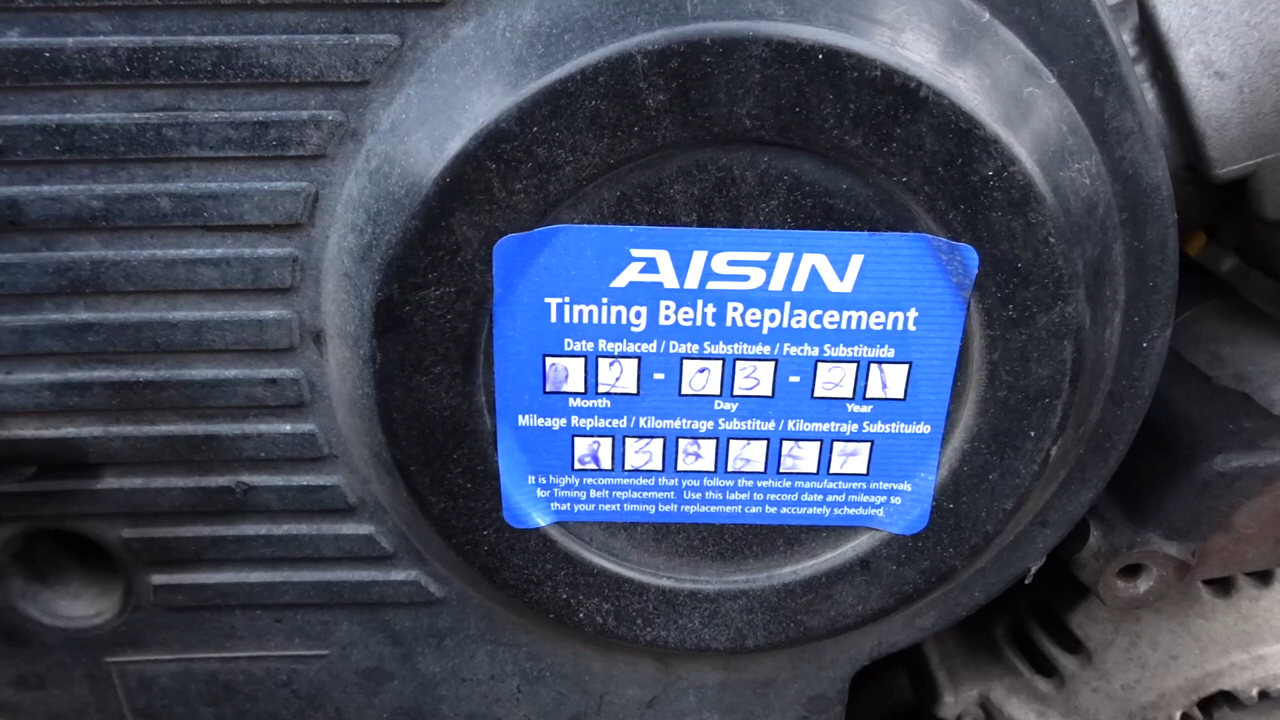 AISIN
Timing Belt Replacement
Date Replaced / Date Substituée / Fecha Substituida
02 - 03 - 21
Month Day Year
Mileage Replaced / Kilométrage Substitué / Kilometraje Substituido
It is highly recommended that you follow the vehicle manufacturers intervals
for Timing Belt replacement. Use this label to record date and mileage so
that your next timing belt replacement can be accurately scheduled.